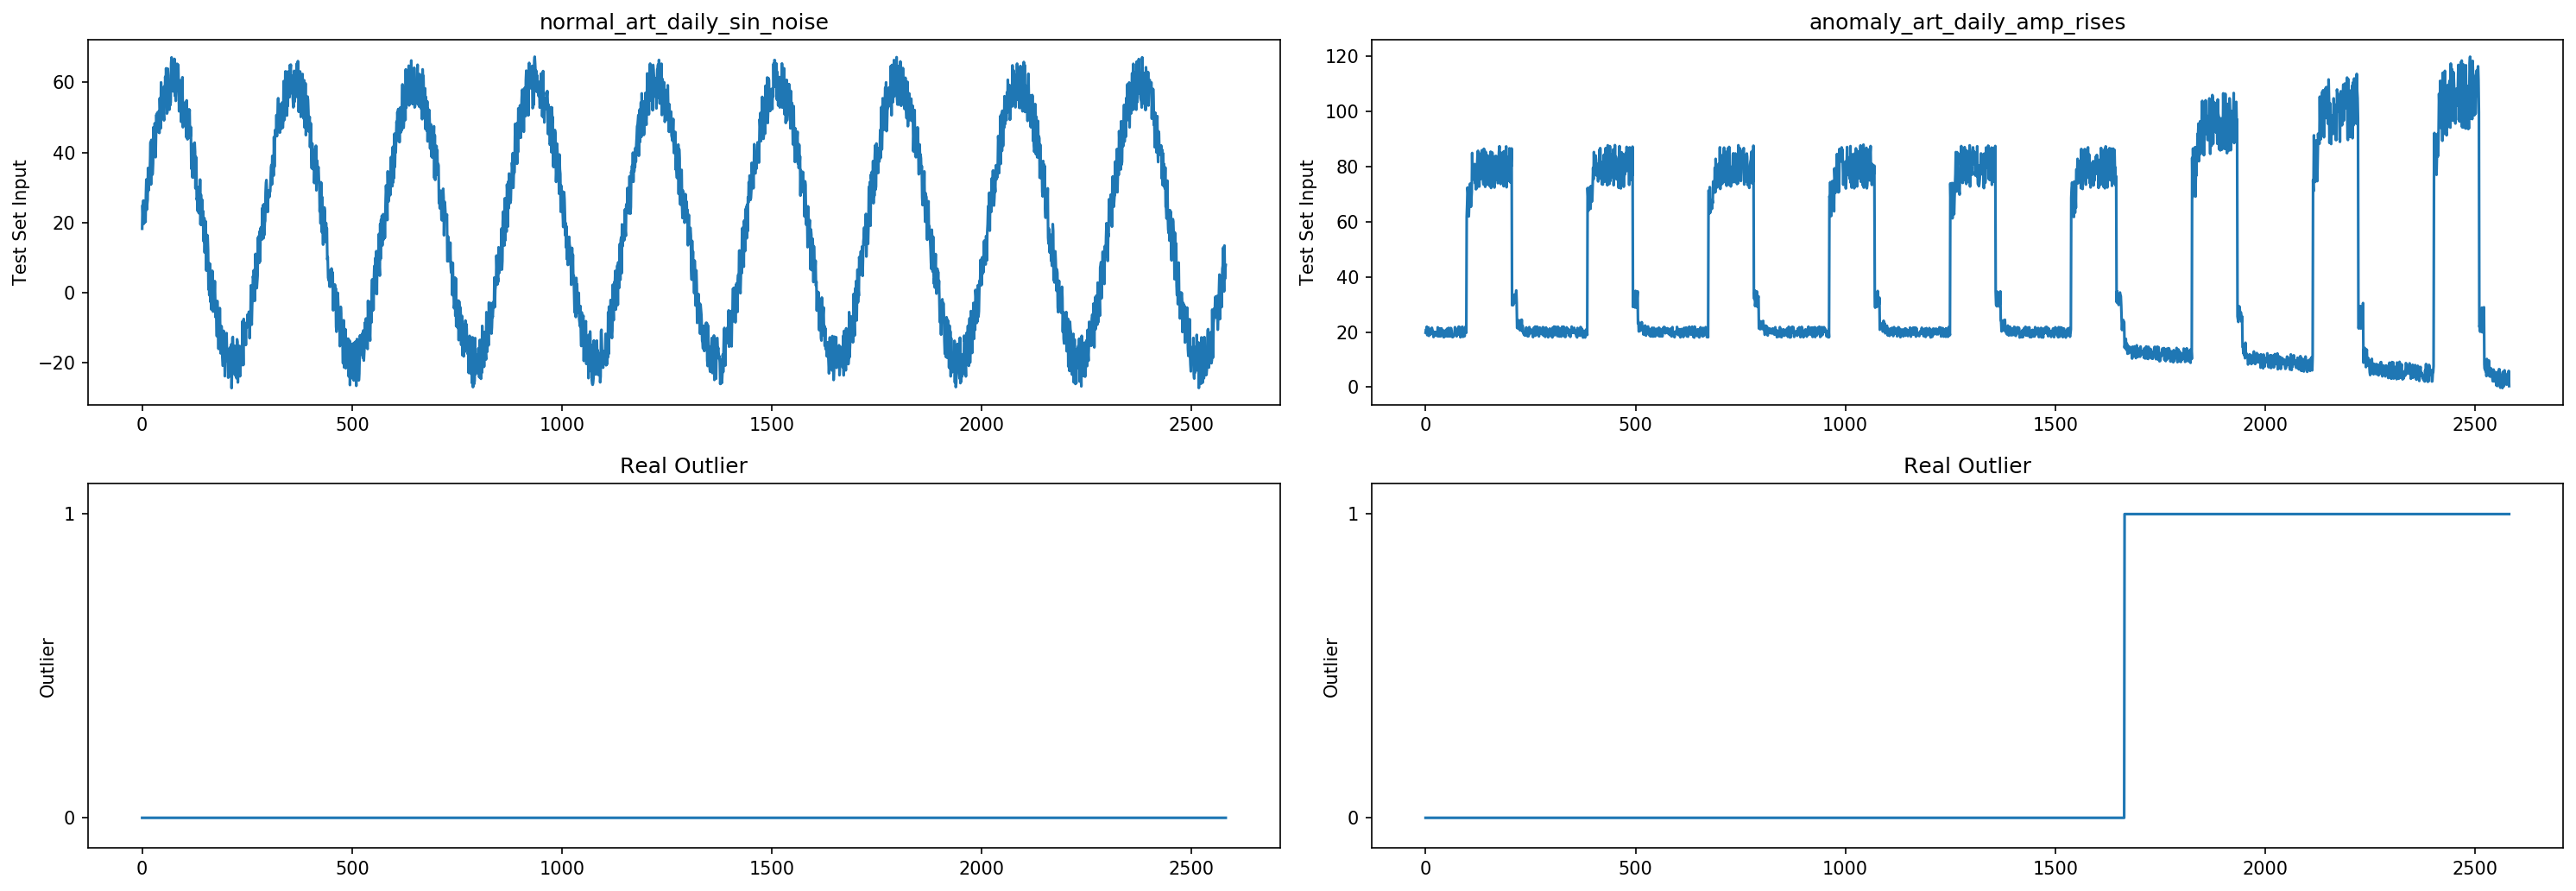 normal_art_daily_sin_noise
Test Set Input
60
40
20
0
−20
0 500 1000 1500 2000 2500
anomaly_art_daily_amp_rises
Test Set Input
120
100
80
60
40
20
0
0 500 1000 1500 2000 2500
Real Outlier
Outlier
1
0
0 500 1000 1500 2000 2500
Real Outlier
Outlier
1
0
0 500 1000 1500 2000 2500